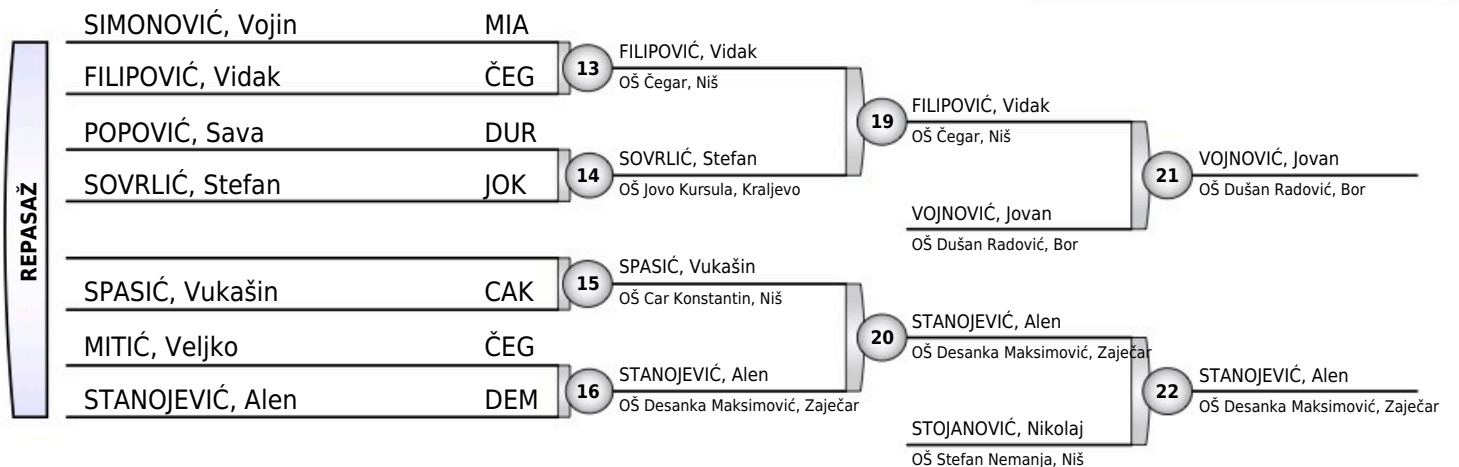 REPASAŽ
SIMONOVIĆ, Vojin MIA
FILIPOVIĆ, Vidak ČEG
POPOVIĆ, Sava DUR
SOVRLIĆ, Stefan JOK
SPASIĆ, Vukašin CAK
MITIĆ, Veljko ČEG
STANOJEVIĆ, Alen DEM
13
FILIPOVIĆ, Vidak
OŠ Čegar, Niš
14
SOVRLIĆ, Stefan
OŠ Jovo Kursula, Kraljevo
15
SPASIĆ, Vukašin
OŠ Car Konstantin, Niš
16
STANOJEVIĆ, Alen
OŠ Desanka Maksimović, Zaječar
19
FILIPOVIĆ, Vidak
OŠ Čegar, Niš
VOJNOVIĆ, Jovan
OŠ Dušan Radović, Bor
20
STANOJEVIĆ, Alen
OŠ Desanka Maksimović, Zaječar
STOJANOVIĆ, Nikolaj
OŠ Stefan Nemanja, Niš
21
VOJNOVIĆ, Jovan
OŠ Dušan Radović, Bor
22
STANOJEVIĆ, Alen
OŠ Desanka Maksimović, Zaječar